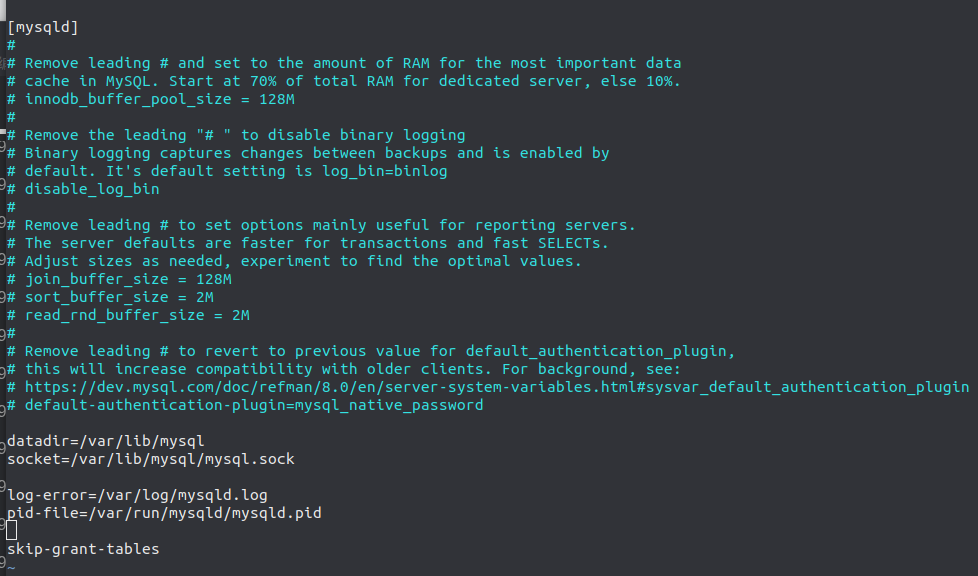 [mysqld]
#
# Remove leading # and set to the amount of RAM for the most important data
# cache in MySQL. Start at 70% of total RAM for dedicated server, else 10%.
# innodb_buffer_pool_size = 128M
#
# Remove the leading "# " to disable binary logging
# Binary logging captures changes between backups and is enabled by
# default. It's default setting is log_bin=binlog
# disable_log_bin
#
# Remove leading # to set options mainly useful for reporting servers.
# The server defaults are faster for transactions and fast SELECTs.
# Adjust sizes as needed, experiment to find the optimal values.
# join_buffer_size = 128M
# sort_buffer_size = 2M
# read_rnd_buffer_size = 2M
#
# Remove leading # to revert to previous value for default_authentication_plugin,
# this will increase compatibility with older clients. For background, see:
# https://dev.mysql.com/doc/refman/8.0/en/server-system-variables.html#sysvar_default_authentication_plugin
# default-authentication-plugin=mysql_native_password
datadir=/var/lib/mysql
socket=/var/lib/mysql/mysql.sock
log-error=/var/log/mysqld.log
pid-file=/var/run/mysqld/mysqld.pid
skip-grant-tables
~